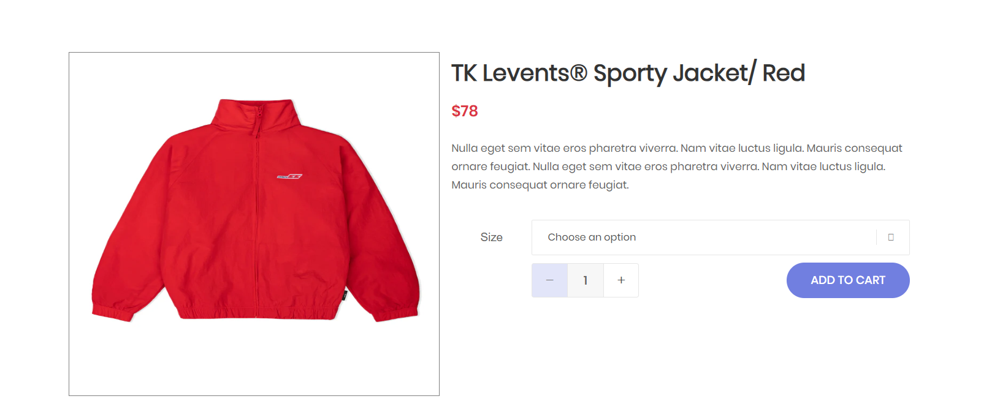 TK Levents® Sporty Jacket/ Red
$78
Nulla eget sem vitae eros pharetra viverra. Nam vitae luctus ligula. Mauris consequat
ornare feugiat. Nulla eget sem vitae eros pharetra viverra. Nam vitae luctus ligula.
Mauris consequat ornare feugiat.
Size
Choose an option
− 1 +
ADD TO CART